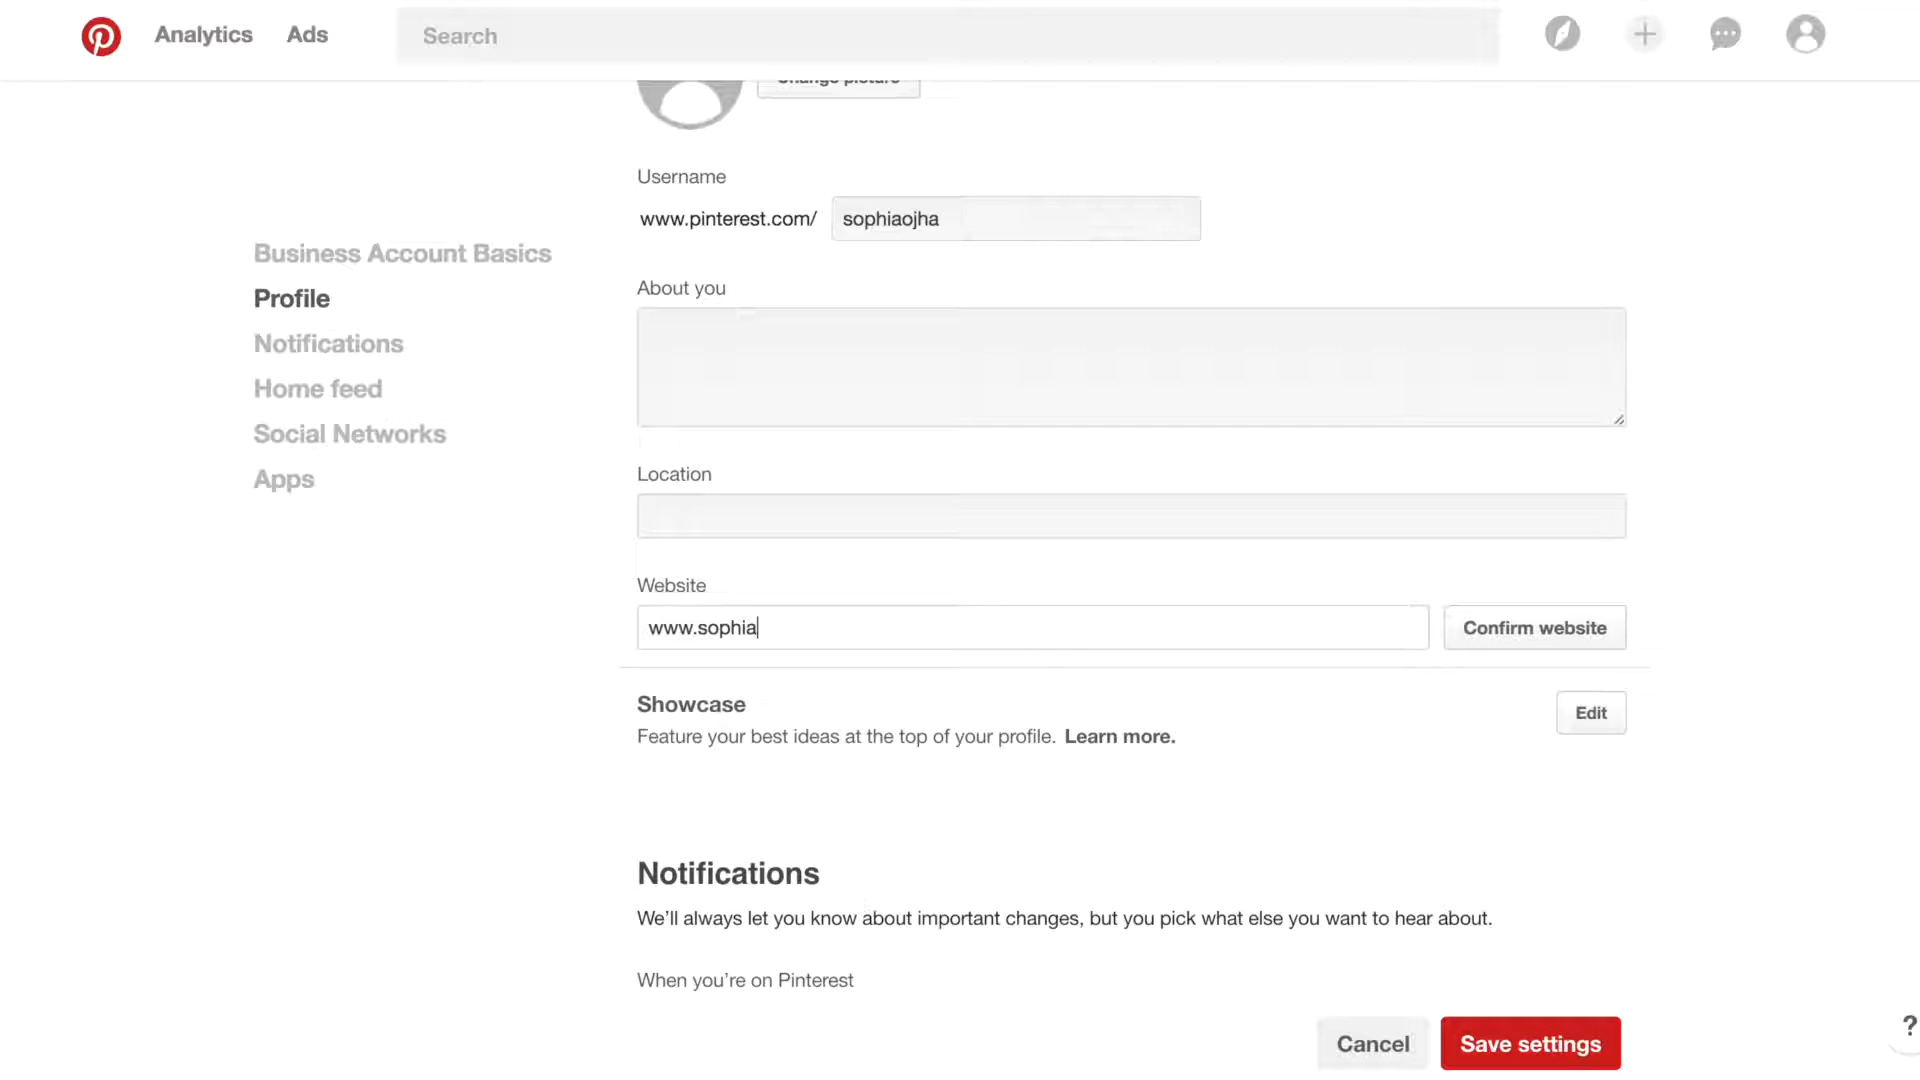 Analytics Ads Search
Change picture
Username
www.pinterest.com/ sophiaojha
Business Account Basics
About you
Profile
Notifications
Home feed
Social Networks
Apps
Location
Website
www.sophia Confirm website
Showcase Edit
Feature your best ideas at the top of your profile. Learn more.
Notifications
We'll always let you know about important changes, but you pick what else you want to hear about.
When you're on Pinterest
?
Cancel Save settings